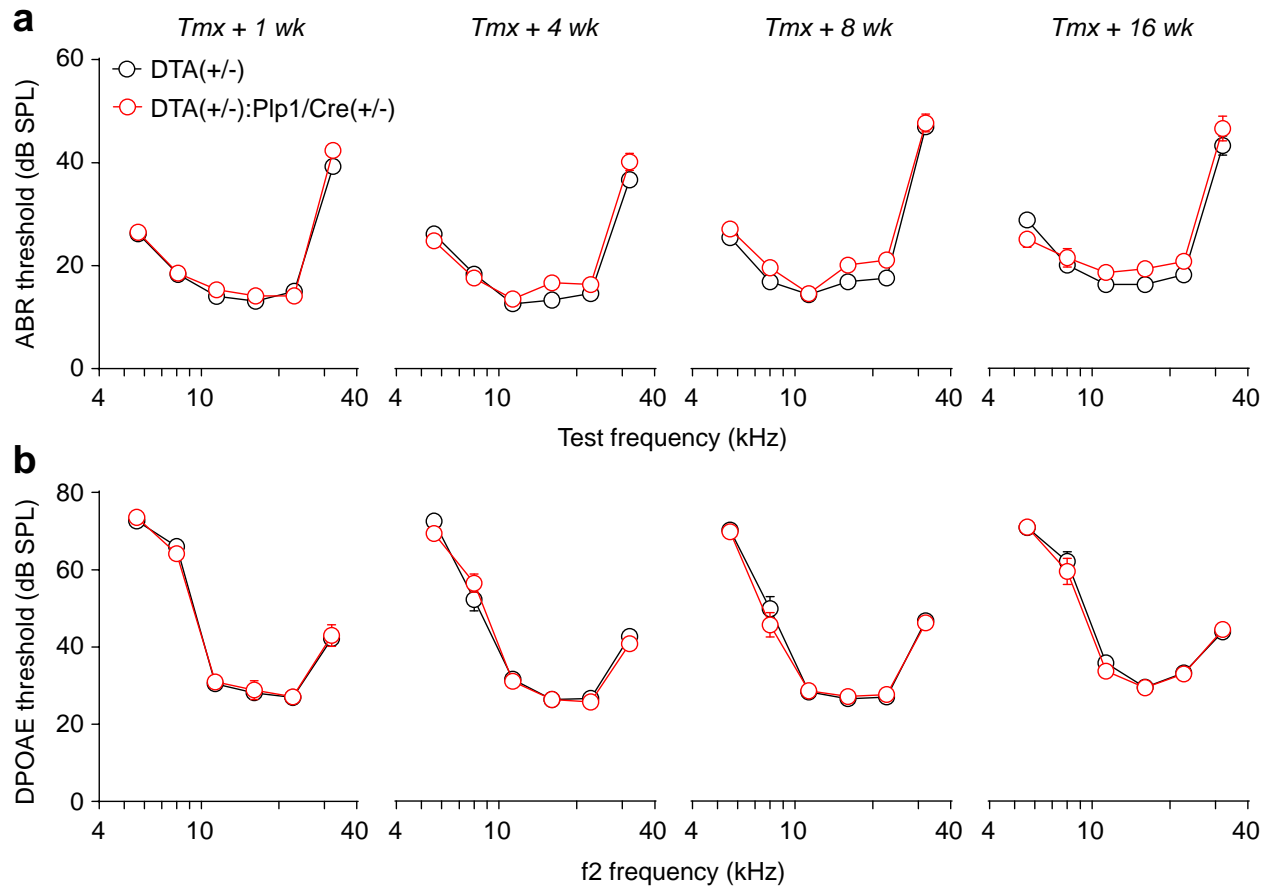 a
Tmx + 1 wk Tmx + 4 wk Tmx + 8 wk Tmx + 16 wk
ABR threshold (dB SPL)
60
40
20
0
DTA(+/-)
DTA(+/-):Plp1/Cre(+/-)
4 10 40 4 10 40 4 10 40 4 10 40
Test frequency (kHz)
b
DPOAE threshold (dB SPL)
80
60
40
20
0
4 10 40 4 10 40 4 10 40 4 10 40
f2 frequency (kHz)